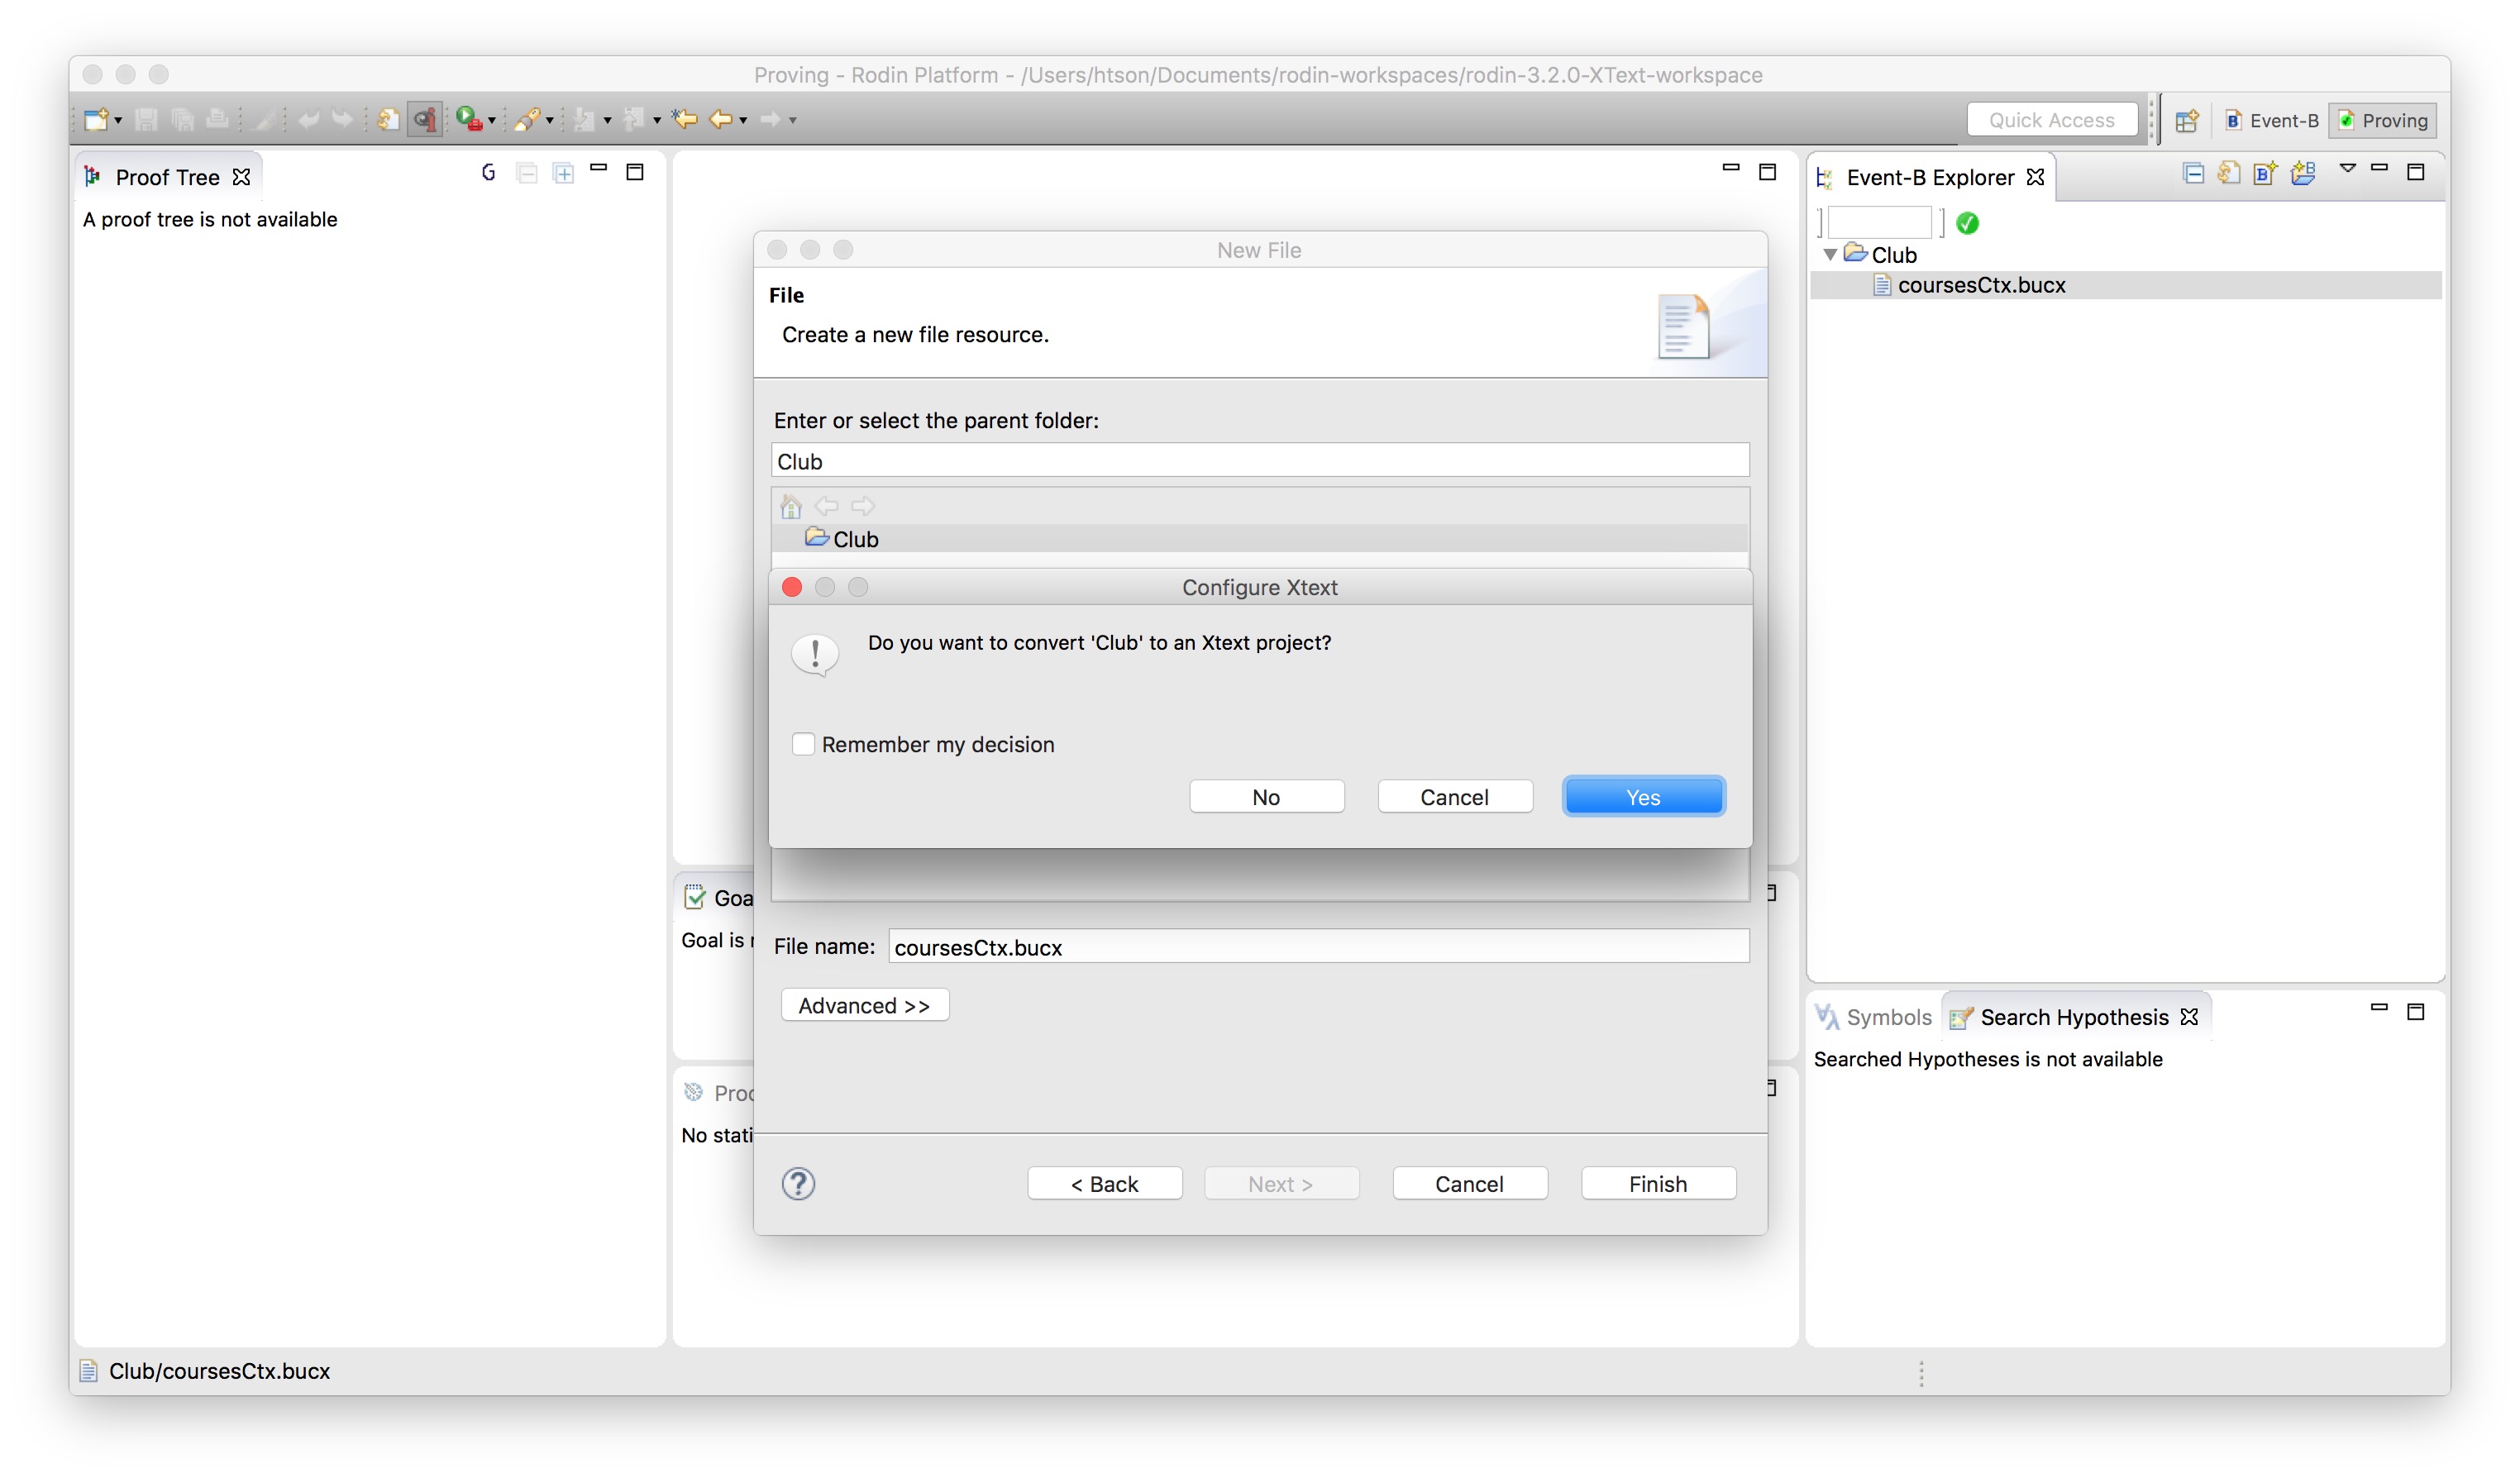 Proving - Rodin Platform - /Users/htson/Documents/rodin-workspaces/rodin-3.2.0-XText-workspace
Quick Access
Event-B
Proving
Proof Tree
G
A proof tree is not available
Event-B Explorer
Club
coursesCtx.bucx
New File
File
Create a new file resource.
Enter or select the parent folder:
Club
Club
Configure Xtext
Do you want to convert 'Club' to an Xtext project?
Remember my decision
No
Cancel
Yes
Goa
Goal is
File name:
coursesCtx.bucx
Advanced >>
Symbols
Search Hypothesis
Searched Hypotheses is not available
Proo
No stati
< Back
Next >
Cancel
Finish
Club/coursesCtx.bucx